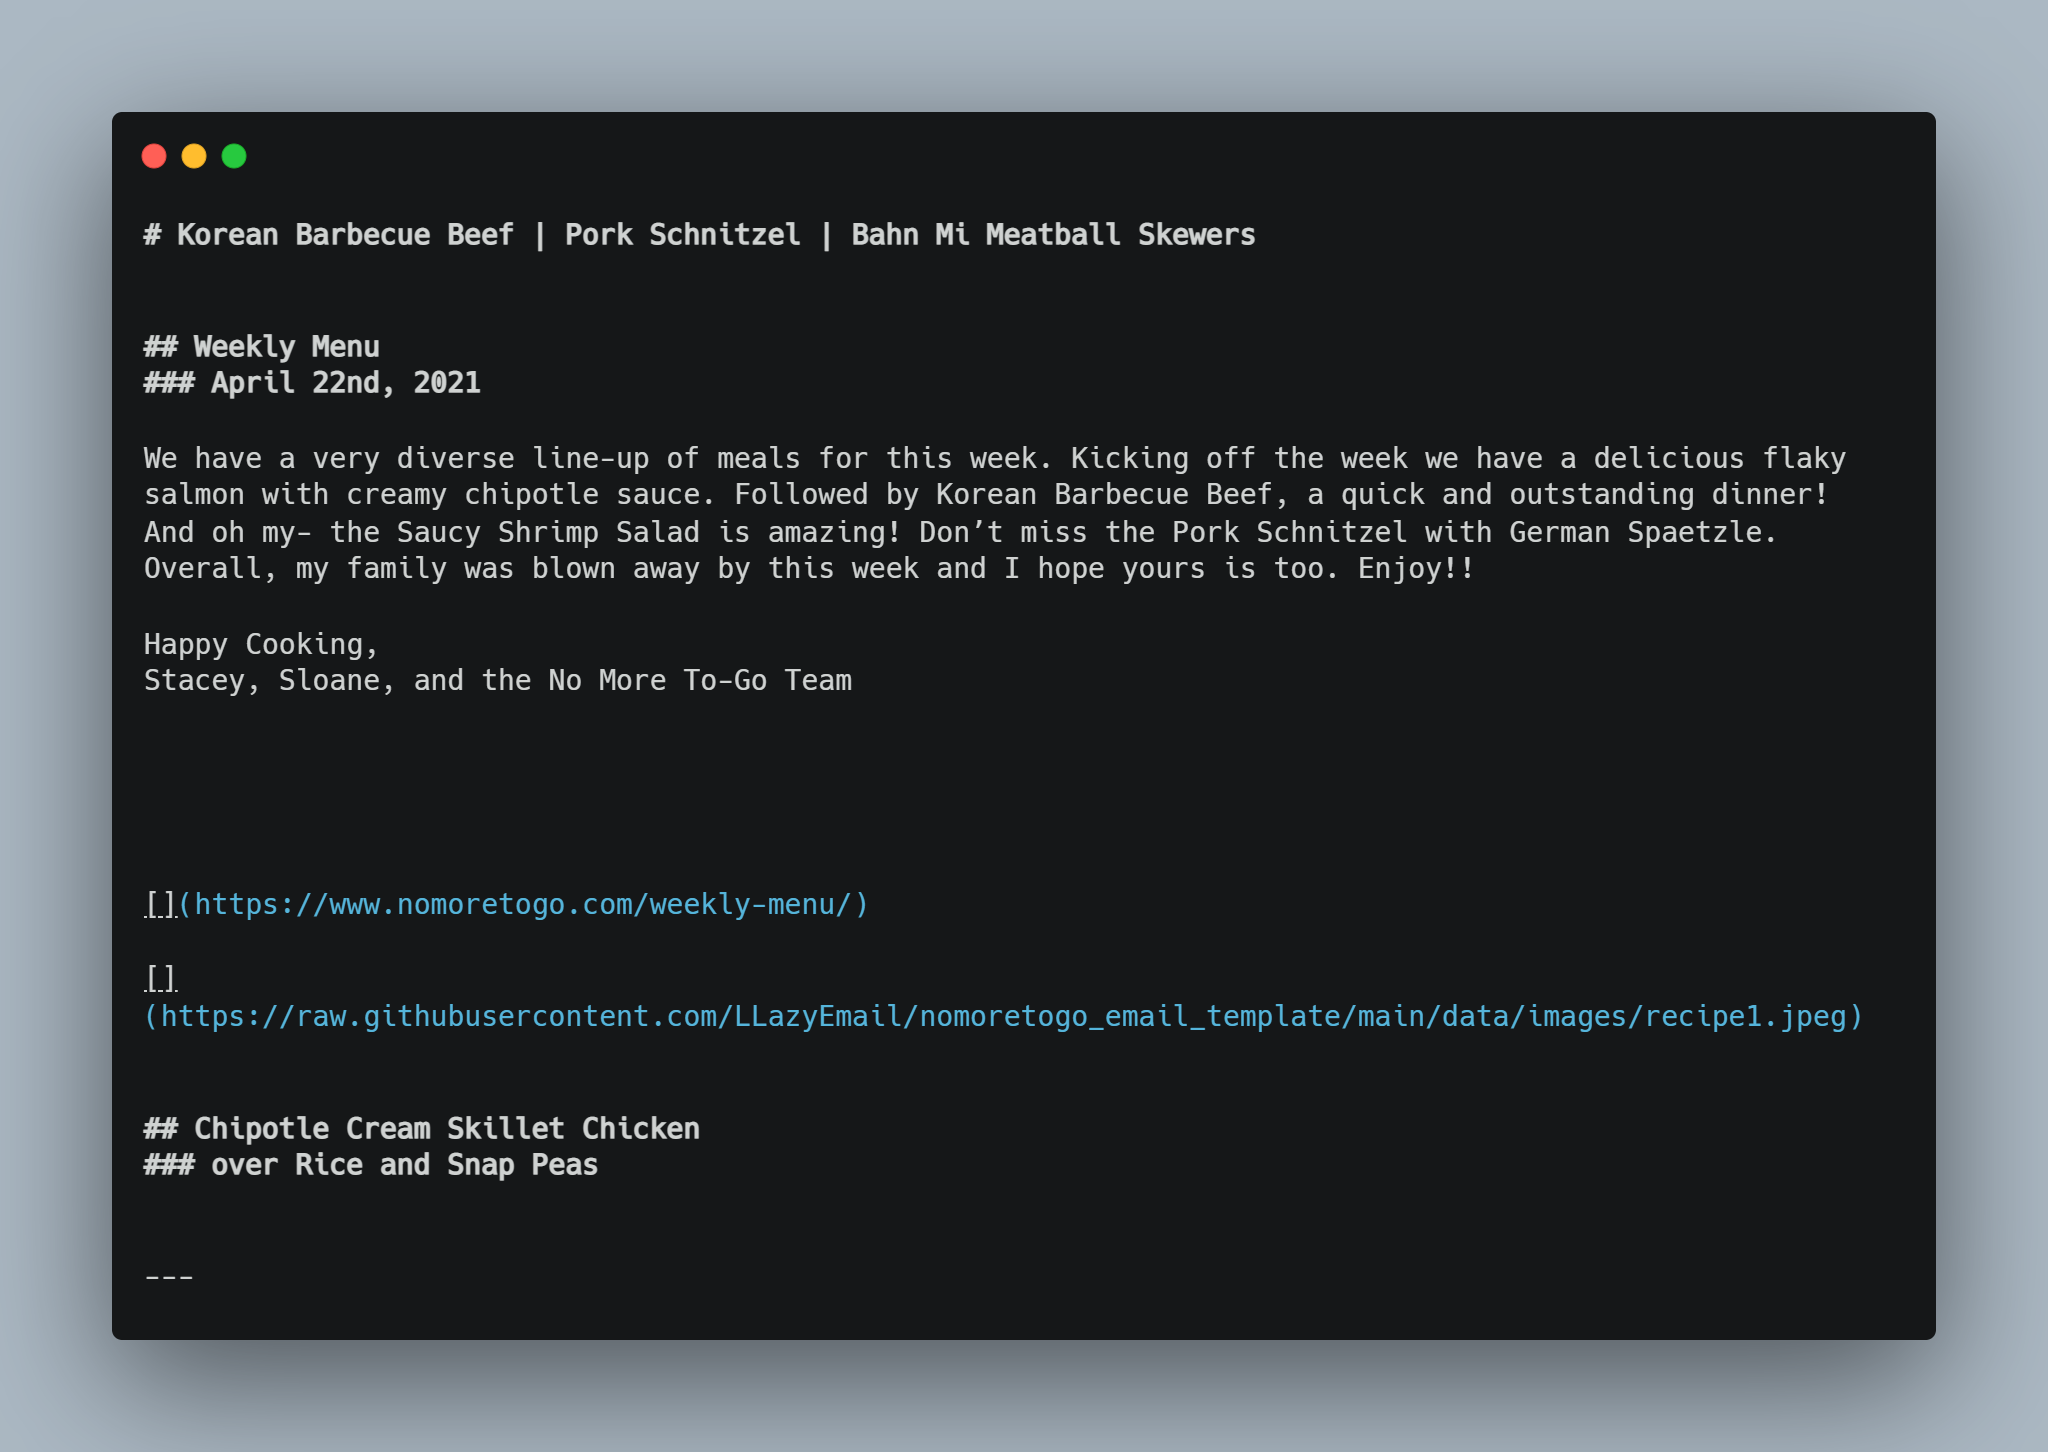 # Korean Barbecue Beef | Pork Schnitzel | Bahn Mi Meatball Skewers
## Weekly Menu
### April 22nd, 2021
We have a very diverse line-up of meals for this week. Kicking off the week we have a delicious flaky
salmon with creamy chipotle sauce. Followed by Korean Barbecue Beef, a quick and outstanding dinner!
And oh my- the Saucy Shrimp Salad is amazing! Don’t miss the Pork Schnitzel with German Spaetzle.
Overall, my family was blown away by this week and I hope yours is too. Enjoy!!
Happy Cooking,
Stacey, Sloane, and the No More To-Go Team
[](https://www.nomoretogo.com/weekly-menu/)
[]
(https://raw.githubusercontent.com/LLazyEmail/nomoretogo_email_template/main/data/images/recipe1.jpeg)
## Chipotle Cream Skillet Chicken
### over Rice and Snap Peas
---